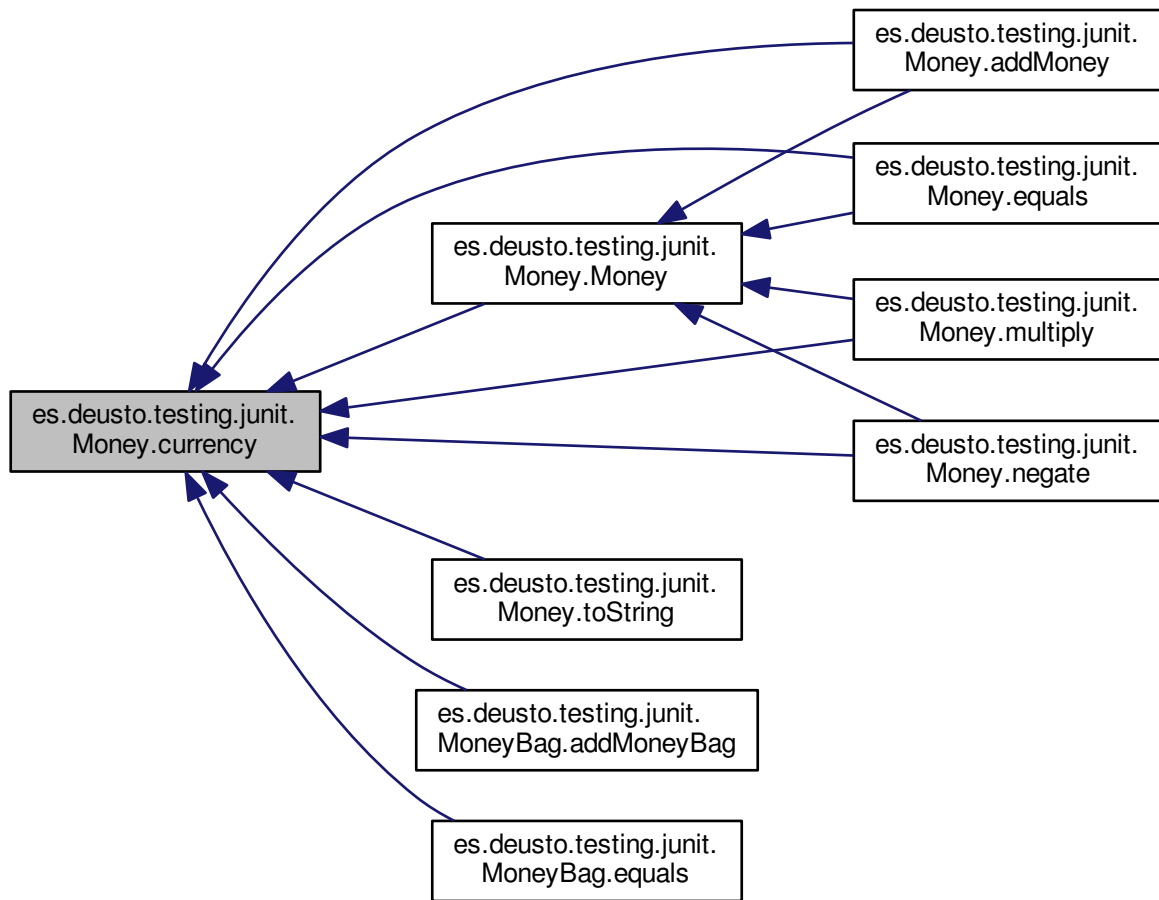 es.deusto.testing.junit.
Money.addMoney
es.deusto.testing.junit.
Money.equals
es.deusto.testing.junit.
Money.Money
es.deusto.testing.junit.
Money.multiply
es.deusto.testing.junit.
Money.currency
es.deusto.testing.junit.
Money.negate
es.deusto.testing.junit.
Money.toString
es.deusto.testing.junit.
MoneyBag.addMoneyBag
es.deusto.testing.junit.
MoneyBag.equals